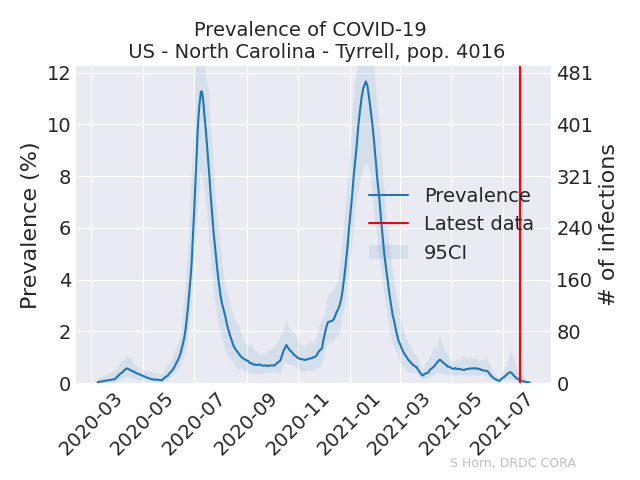 Prevalence of COVID-19
US - North Carolina - Tyrrell, pop. 4016
12
10
8
6
4
2
0
Prevalence (%)
481
401
321
240
160
80
0
# of infections
Prevalence
Latest data
95CI
2020-03
2020-05
2020-07
2020-09
2020-11
2021-01
2021-03
2021-05
2021-07
S Horn, DRDC CORA